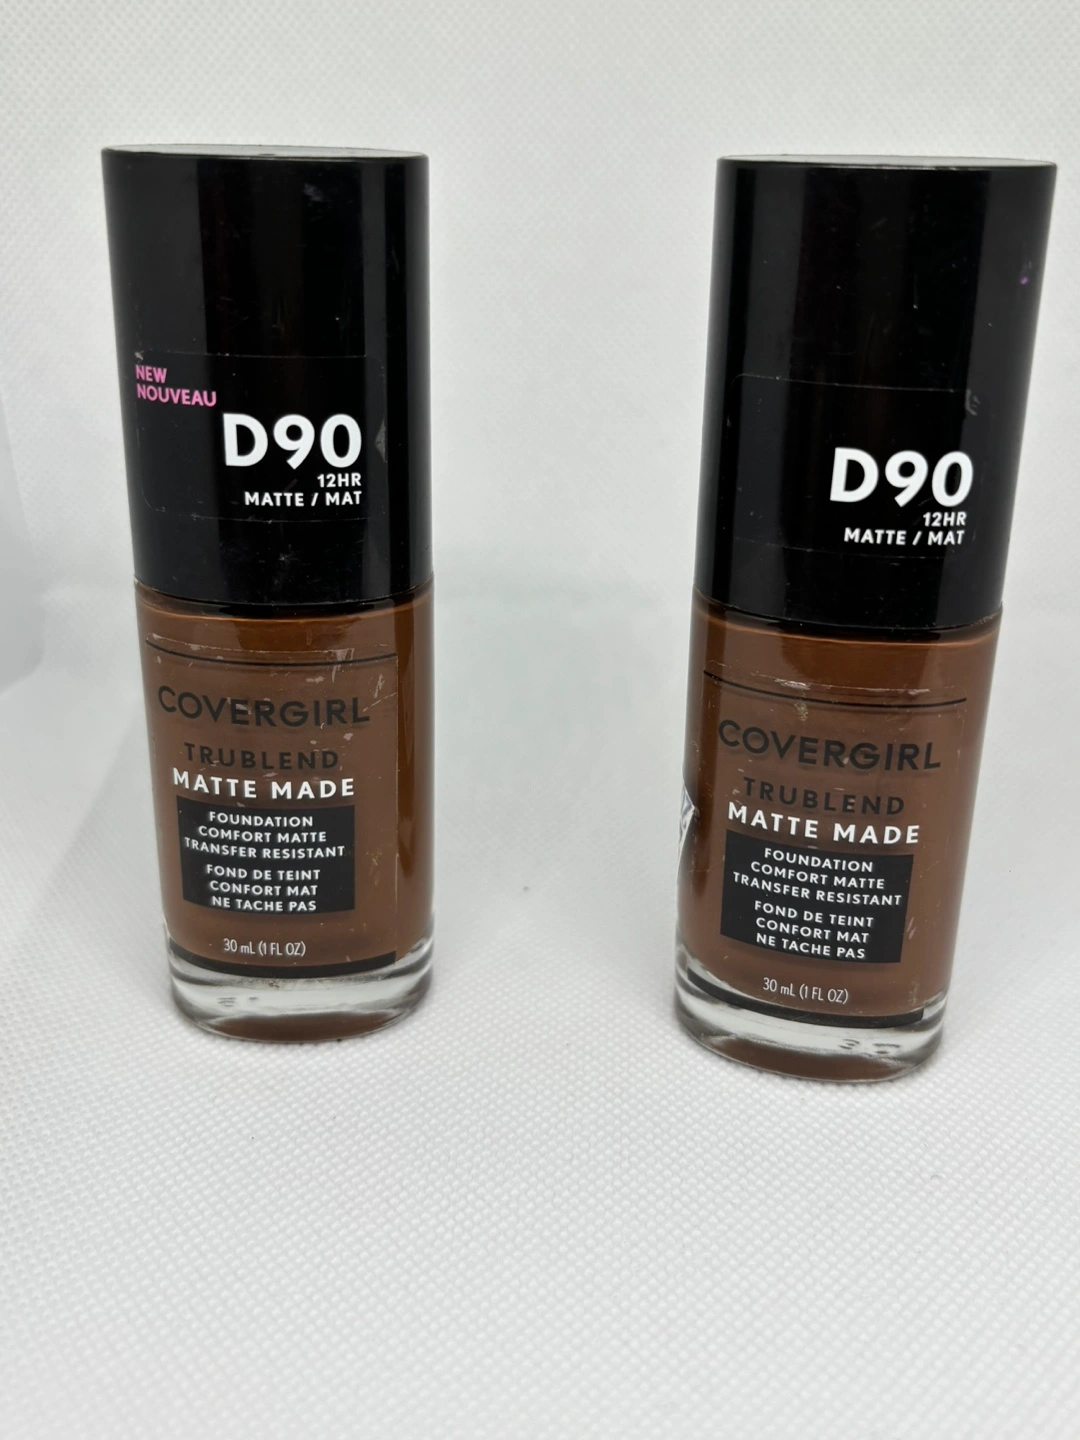 NEW
NOUVEAU
D90
12HR
MATTE / MAT
COVERGIRL
TRUBLEND
MATTE MADE
FOUNDATION
COMFORT MATTE
TRANSFER RESISTANT
FOND DE TEINT
CONFORT MAT
NE TACHE PAS
30 mL (1 FL OZ)
D90
12HR
MATTE / MAT
COVERGIRL
TRUBLEND
MATTE MADE
FOUNDATION
COMFORT MATTE
TRANSFER RESISTANT
FOND DE TEINT
CONFORT MAT
NE TACHE PAS
30 mL (1 FL OZ)